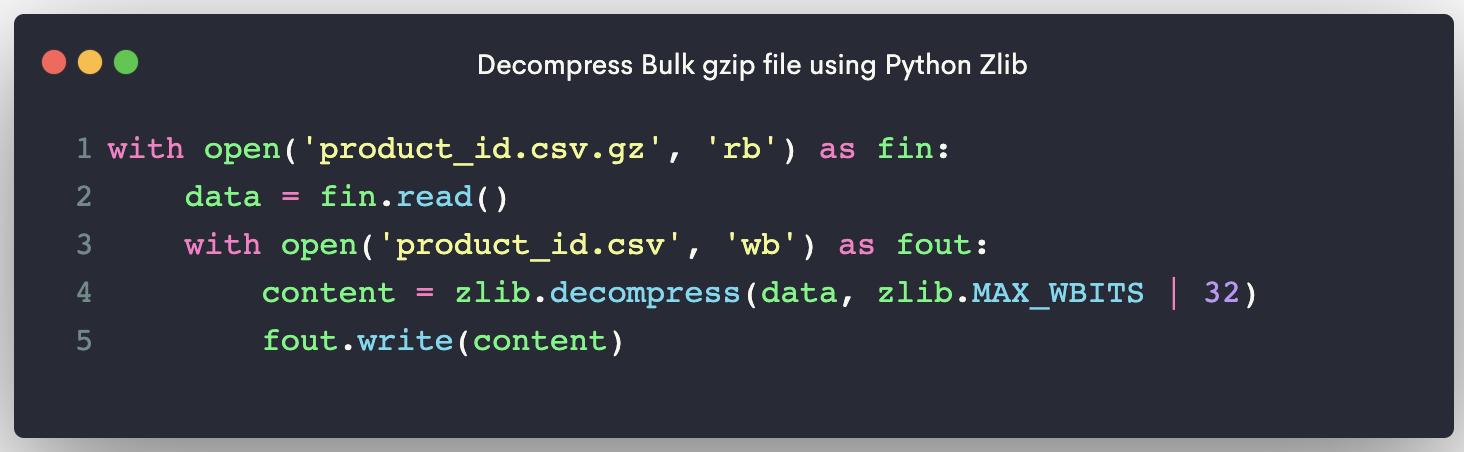 Decompress Bulk gzip file using Python Zlib
1 with open('product_id.csv.gz', 'rb') as fin:
2     data = fin.read()
3     with open('product_id.csv', 'wb') as fout:
4         content = zlib.decompress(data, zlib.MAX_WBITS | 32)
5         fout.write(content)